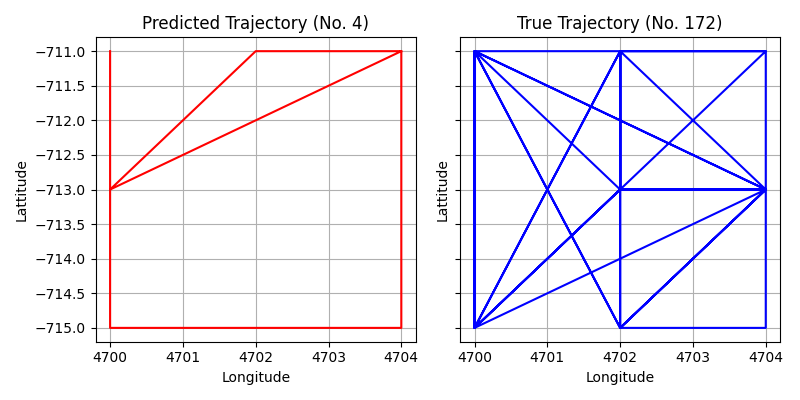 Predicted Trajectory (No. 4)
True Trajectory (No. 172)
Lattitude
−711.0
−711.5
−712.0
−712.5
−713.0
−713.5
−714.0
−714.5
−715.0
4700 4701 4702 4703 4704
Longitude
Lattitude
4700 4701 4702 4703 4704
Longitude